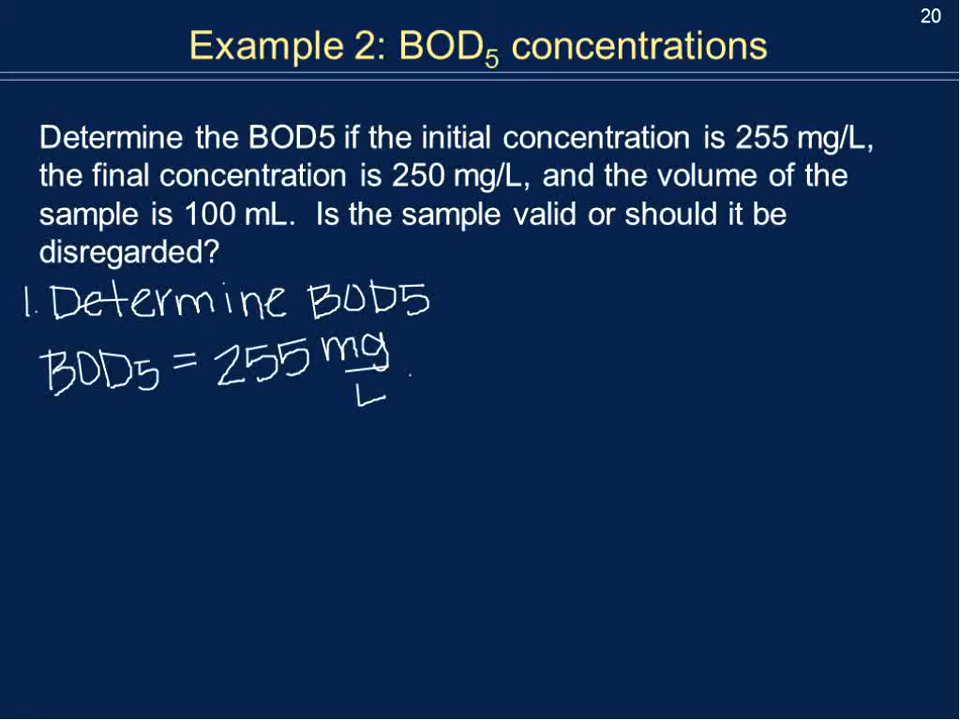 20
Example 2: BOD5 concentrations
Determine the BOD5 if the initial concentration is 255 mg/L,
the final concentration is 250 mg/L, and the volume of the
sample is 100 mL. Is the sample valid or should it be
disregarded?
1. Determine BOD5
BOD5 = 255 mg/L